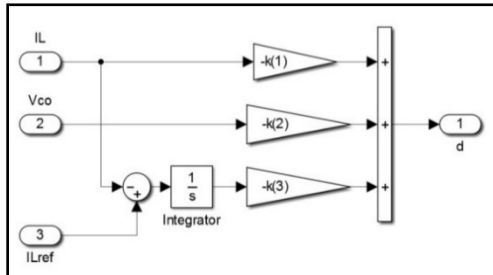 IL
1
-k(1)
+
Vco
2
-k(2)
+
1
d
-
+
1
s
Integrator
-k(3)
+
3
ILref